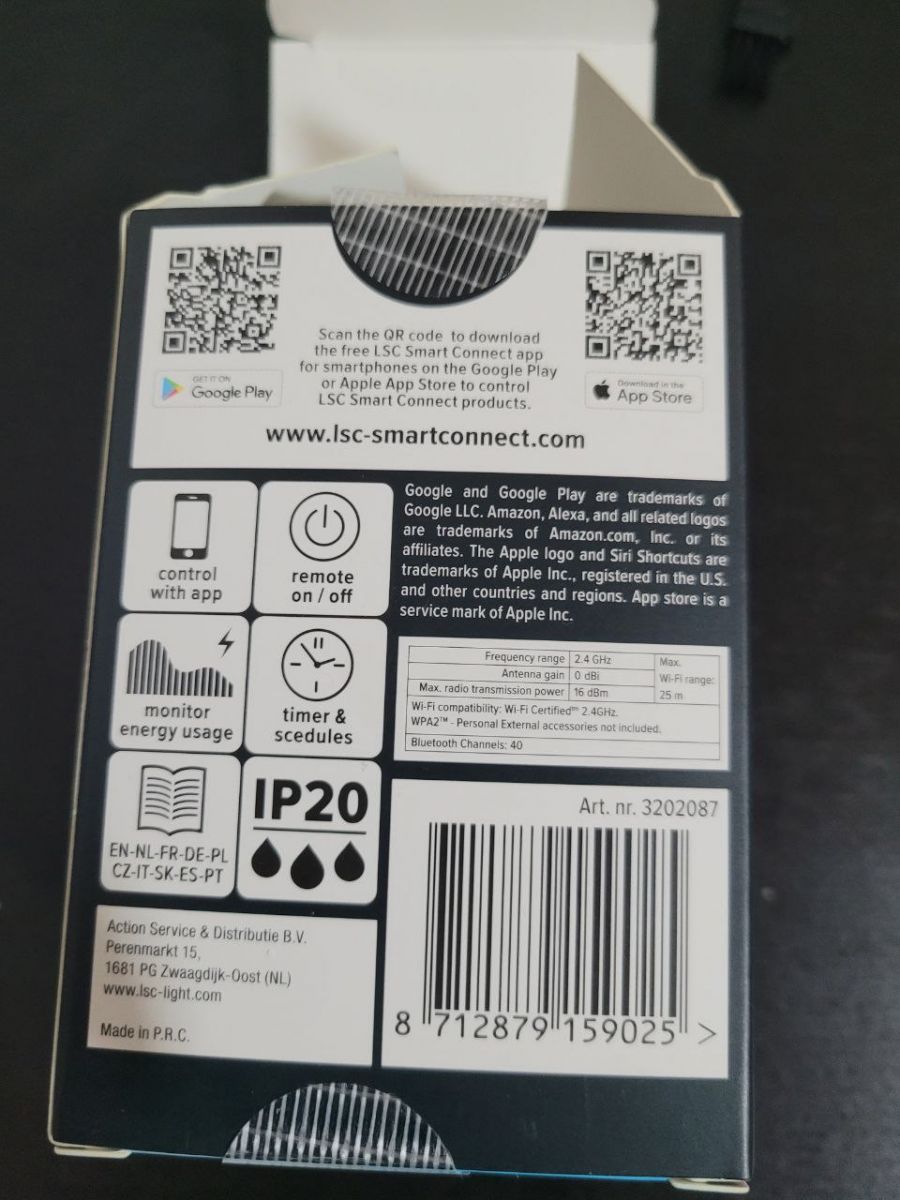 Scan the QR code to download
the free LSC Smart Connect app
for smartphones on the Google Play
or Apple App Store to control
LSC Smart Connect products.
GET IT ON
Google Play
Download in the
App Store
www.lsc-smartconnect.com
control
with app
remote
on / off
monitor
energy usage
timer &
scedules
EN-NL-FR-DE-PL
CZ-IT-SK-ES-PT
IP20
Google and Google Play are trademarks of
Google LLC. Amazon, Alexa, and all related logos
are trademarks of Amazon.com, Inc. or its
affiliates. The Apple logo and Siri Shortcuts are
trademarks of Apple Inc., registered in the U.S.
and other countries and regions. App store is a
service mark of Apple Inc.
Frequency range 2.4 GHz
Antenna gain 0 dBi
Max. radio transmission power 16 dBm
Max.
Wi-Fi range:
25 m
Wi-Fi compatibility: Wi-Fi Certified™ 2.4GHz.
WPA2™ - Personal External accessories not included.
Bluetooth Channels: 40
Action Service & Distributie B.V.
Perenmarkt 15,
1681 PG Zwaagdijk-Oost (NL)
www.lsc-light.com
Made in P.R.C.
Art. nr. 3202087
8 712879 159025 >